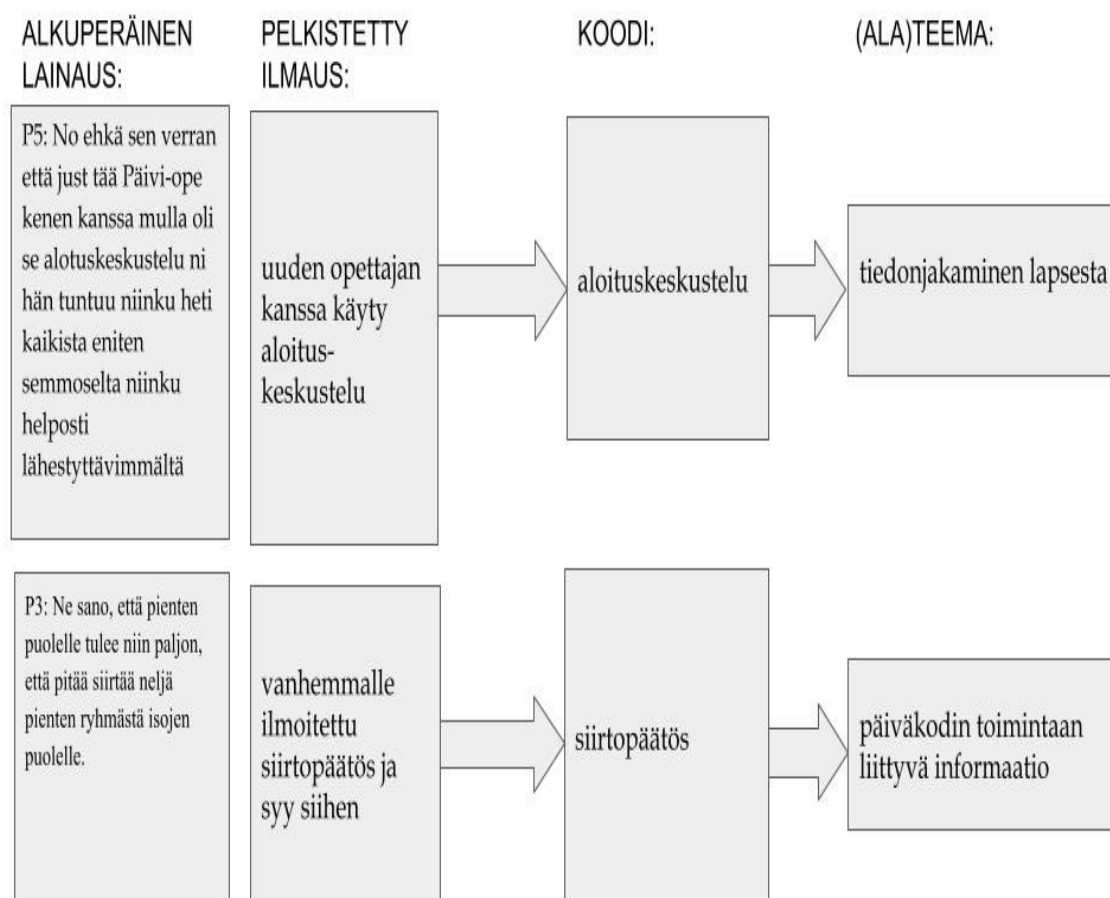 ALKUPERÄINEN
LAINAUS:
PELKISTETTY
ILMAUS:
KOODI:
(ALA)TEEMA:
P5: No ehkä sen verran
että just tää Päivi-ope
kenen kanssa mulla oli
se alotuskeskustelu ni
hän tuntuu niinku heti
kaikista eniten
semmoselta niinku
helposti
lähestyttävimmältä
uuden opettajan
kanssa käyty
aloitus-
keskustelu
aloituskeskustelu
tiedonjakaminen lapsesta
P3: Ne sano, että pienten
puolelle tulee niin paljon,
että pitää siirtää neljä
pienten ryhmästä isojen
puolelle.
vanhemmalle
ilmoitettu
siirtopäätös ja
syy siihen
siirtopäätös
päiväkodin toimintaan
liittyvä informaatio